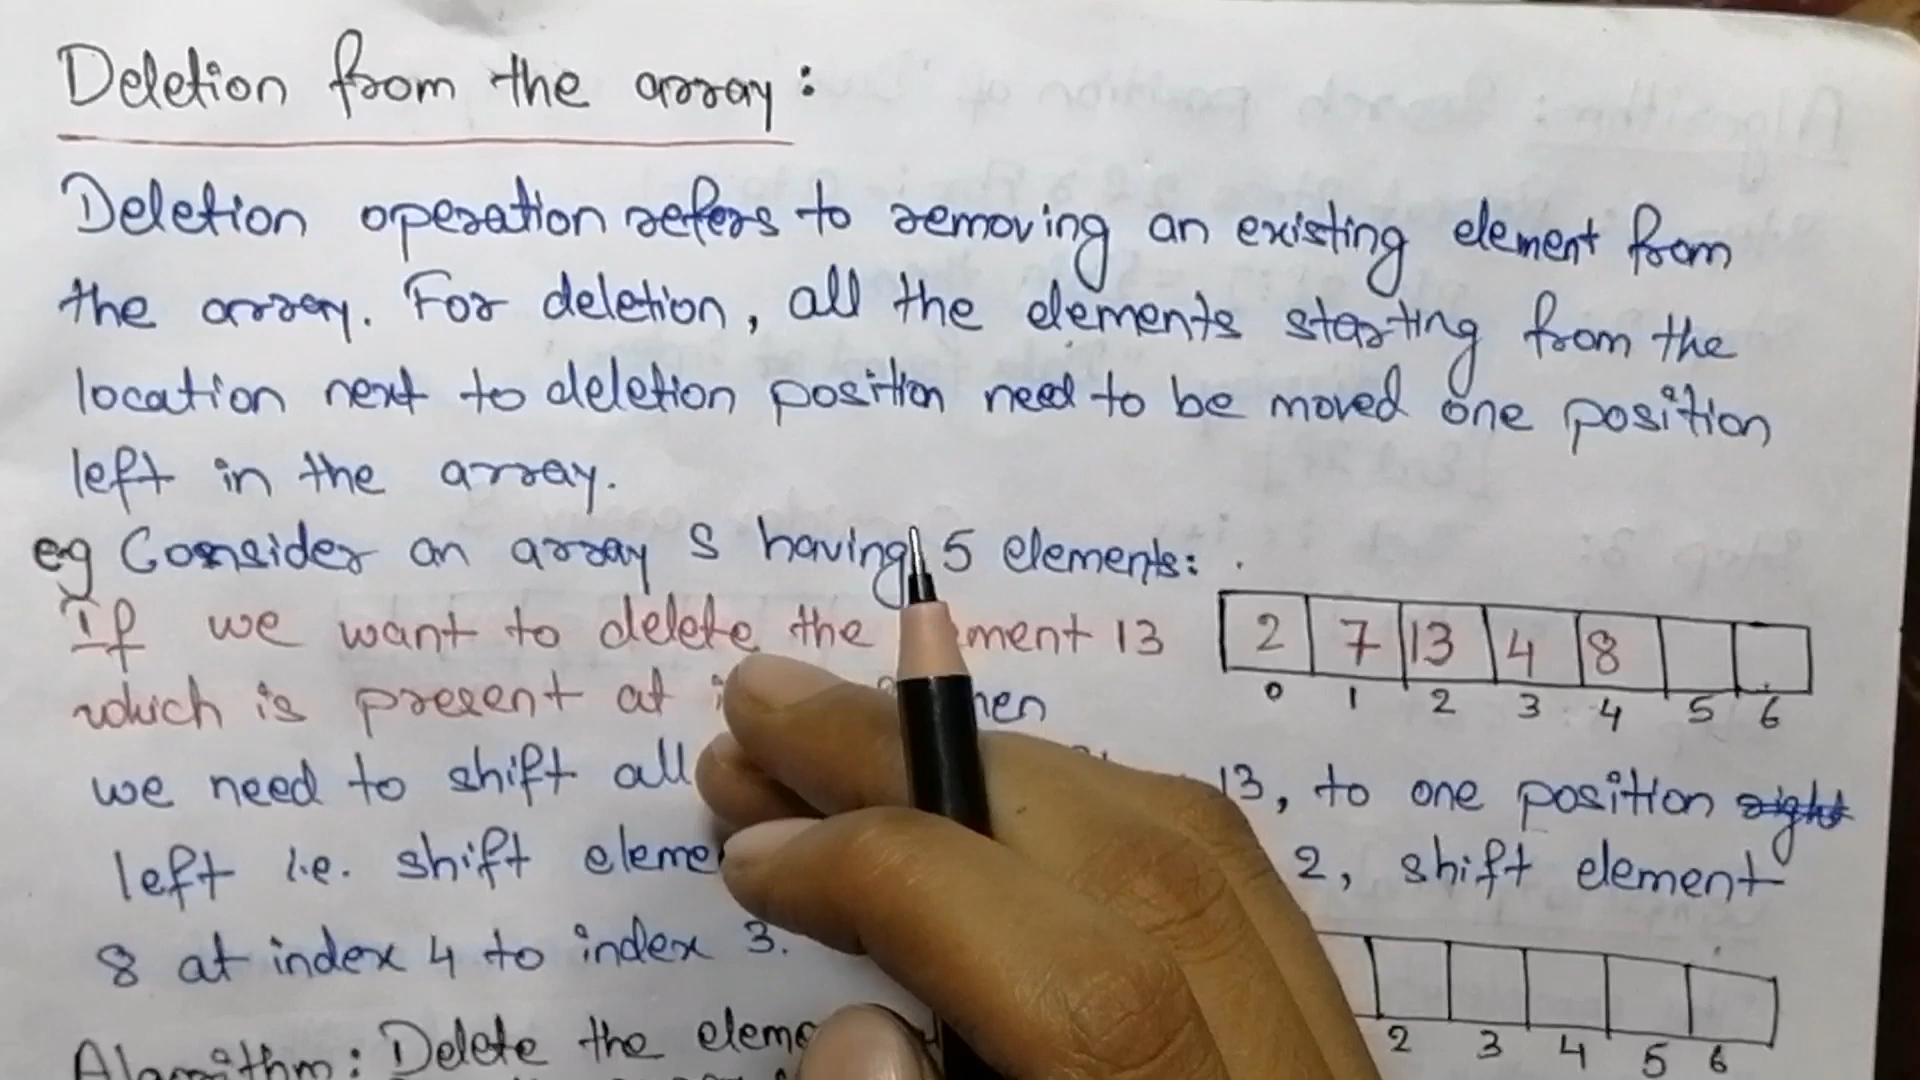 Deletion from the array:
Deletion operation refers to removing an existing element from
the array. For deletion, all the elements starting from the
location next to deletion position need to be moved one position
left in the array.
eg Consider an array S having 5 elements:
If we want to delete the ment 13
2 7 13 4 8
0 1 2 3 4 5 6
which is present at
we need to shift all 13, to one position right
left i.e. shift eleme 2, shift element
8 at index 4 to index 3.
2 3 4 5 6
Algorithm: Delete the eleme